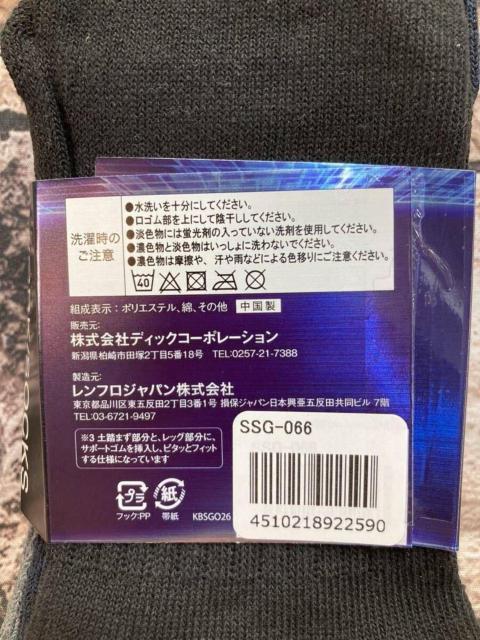 洗濯時の
ご注意
●水洗いを十分にしてください。
●口ゴム部を上にして陰干ししてください。
●淡色物には蛍光剤の入っていない洗剤を使用してください。
●濃色物と淡色物はいっしょに洗わないでください。
●濃色物は摩擦や、汗や雨などによる色移りにご注意ください。
40
組成表示:ポリエステル、綿、その他 中国製
販売元:
株式会社ディックコーポレーション
新潟県柏崎市田塚2丁目5番18号 TEL:0257-21-7388
製造元:
レンフロジャパン株式会社
東京都品川区東五反田2丁目3番1号 損保ジャパン日本興亜五反田共同ビル 7階
TEL:03-6721-9497
※3 土踏まず部分と、レッグ部分に、
サポートゴムを挿入し、ピタッとフィット
する仕様になっています
プラ
紙
フック:PP
帯紙
KBSGO26
SSG-066
4510218922590